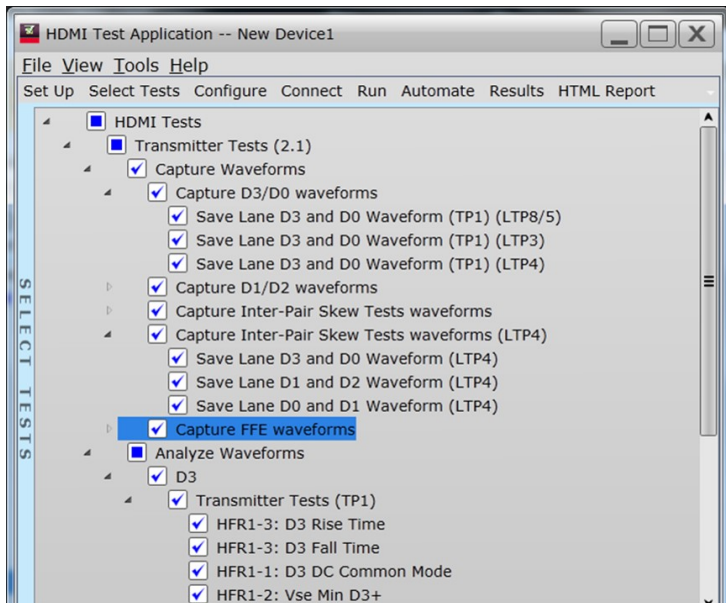 HDMI Test Application -- New Device1
File View Tools Help
Set Up Select Tests Configure Connect Run Automate Results HTML Report
SELECT TESTS
HDMI Tests
Transmitter Tests (2.1)
Capture Waveforms
Capture D3/D0 waveforms
Save Lane D3 and D0 Waveform (TP1) (LTP8/5)
Save Lane D3 and D0 Waveform (TP1) (LTP3)
Save Lane D3 and D0 Waveform (TP1) (LTP4)
Capture D1/D2 waveforms
Capture Inter-Pair Skew Tests waveforms
Capture Inter-Pair Skew Tests waveforms (LTP4)
Save Lane D3 and D0 Waveform (LTP4)
Save Lane D1 and D2 Waveform (LTP4)
Save Lane D0 and D1 Waveform (LTP4)
Capture FFE waveforms
Analyze Waveforms
D3
Transmitter Tests (TP1)
HFR1-3: D3 Rise Time
HFR1-3: D3 Fall Time
HFR1-1: D3 DC Common Mode
HFR1-2: Vse Min D3+